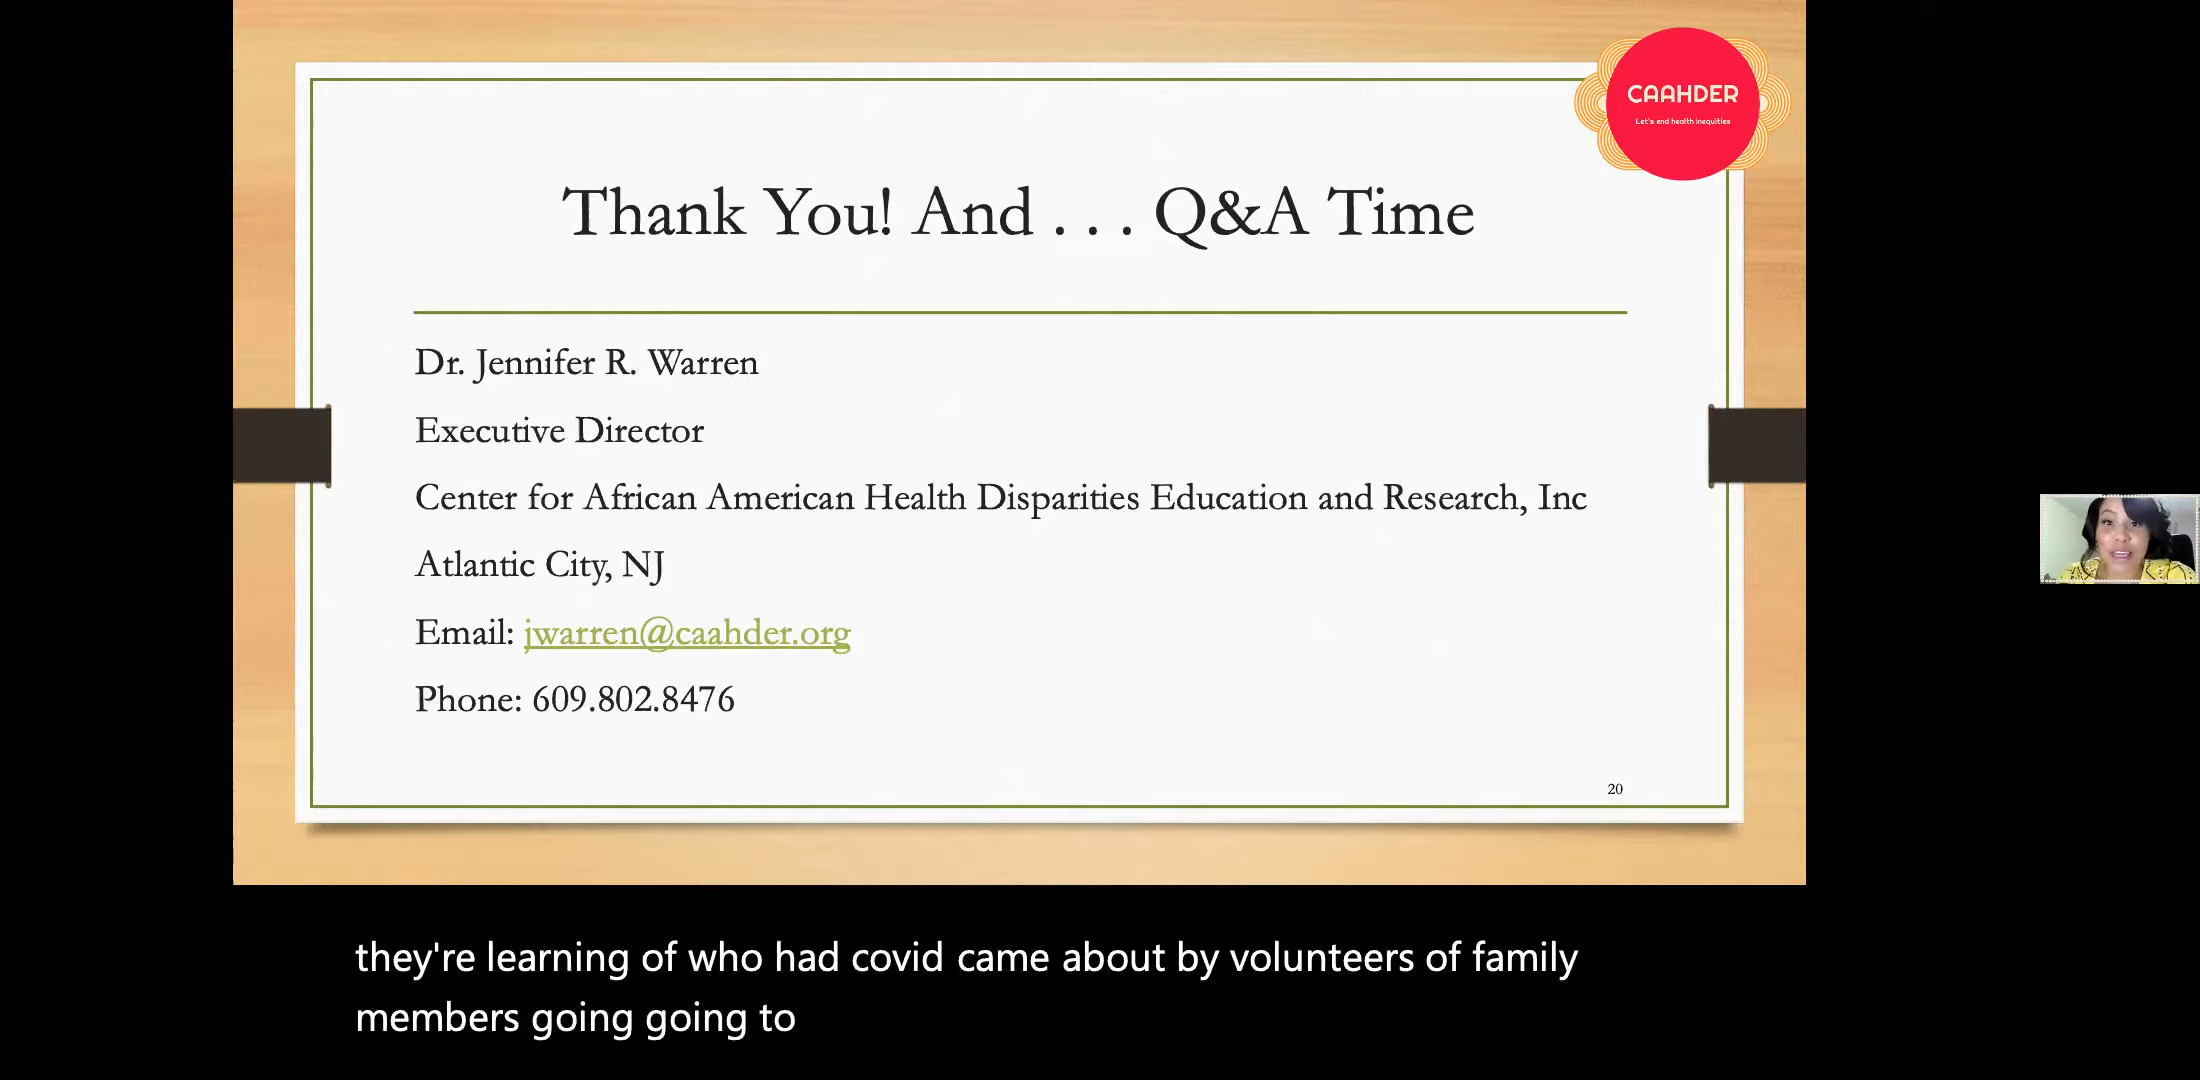 CAAHDER
Let's end health inequities
Thank You! And . . . Q&A Time
Dr. Jennifer R. Warren
Executive Director
Center for African American Health Disparities Education and Research, Inc
Atlantic City, NJ
Email: jwarren@caahder.org
Phone: 609.802.8476
20
they're learning of who had covid came about by volunteers of family
members going going to